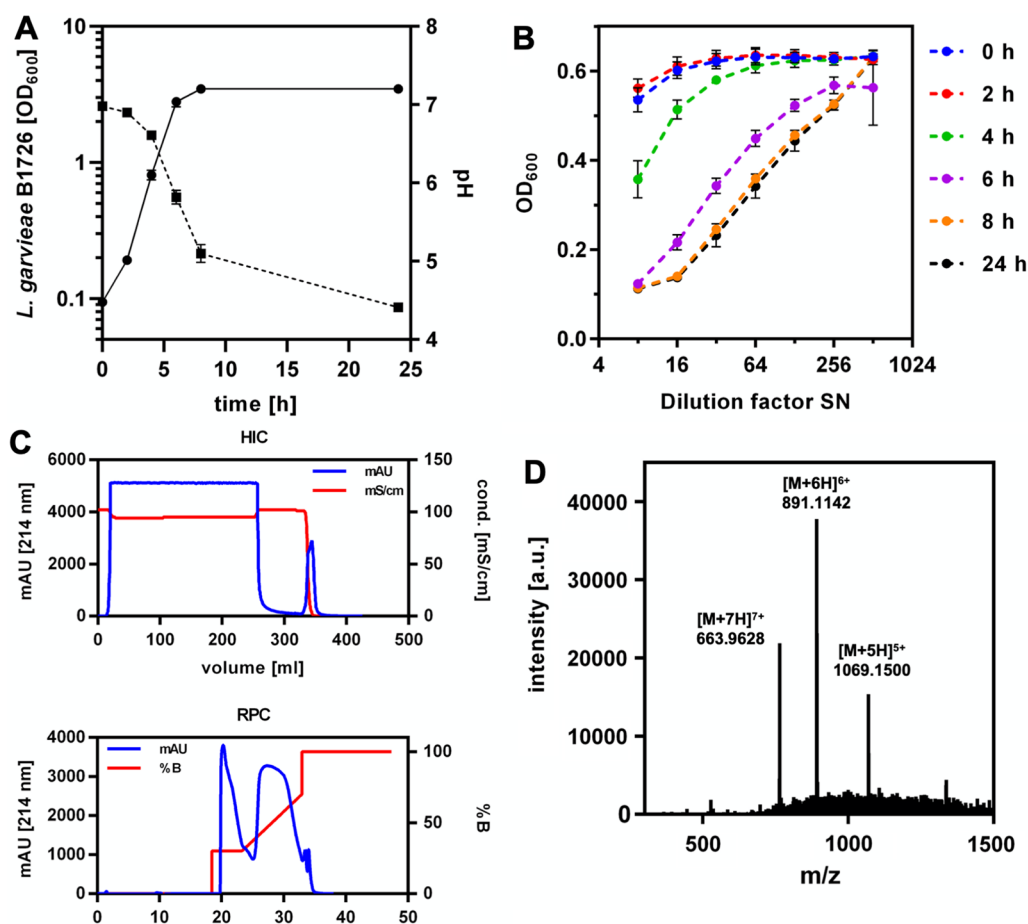 A
L. garvieae B1726 [OD600]
10
1
0.1
8
7
6
5
4
pH
0 5 10 15 20 25
time [h]
B
OD600
0.6
0.4
0.2
0.0
4 16 64 256 1024
Dilution factor SN
0 h
2 h
4 h
6 h
8 h
24 h
C
HIC
mAU [214 nm]
6000
4000
2000
0
mAU
mS/cm
150
100
50
0
cond. [mS/cm]
0 100 200 300 400 500
volume [ml]
RPC
mAU [214 nm]
4000
3000
2000
1000
0
mAU
%B
100
50
0
%B
0 10 20 30 40 50
D
intensity [a.u.]
40000
30000
20000
10000
0
[M+6H]6+
891.1142
[M+7H]7+
663.9628
[M+5H]5+
1069.1500
500 1000 1500
m/z